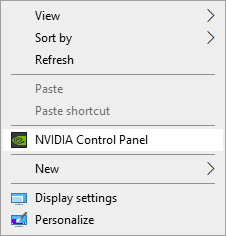 View
Sort by
Refresh
Paste
Paste shortcut
NVIDIA Control Panel
New
Display settings
Personalize